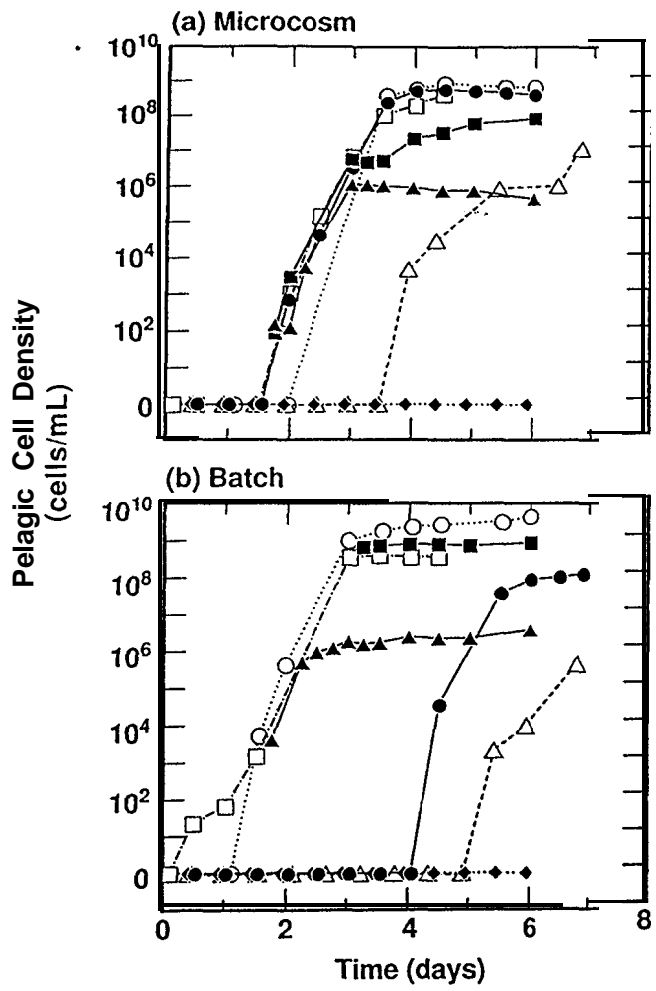 (a) Microcosm
10^10
10^8
10^6
10^4
10^2
0
Pelagic Cell Density
(cells/mL)
(b) Batch
10^10
10^8
10^6
10^4
10^2
0
0 2 4 6 8
Time (days)